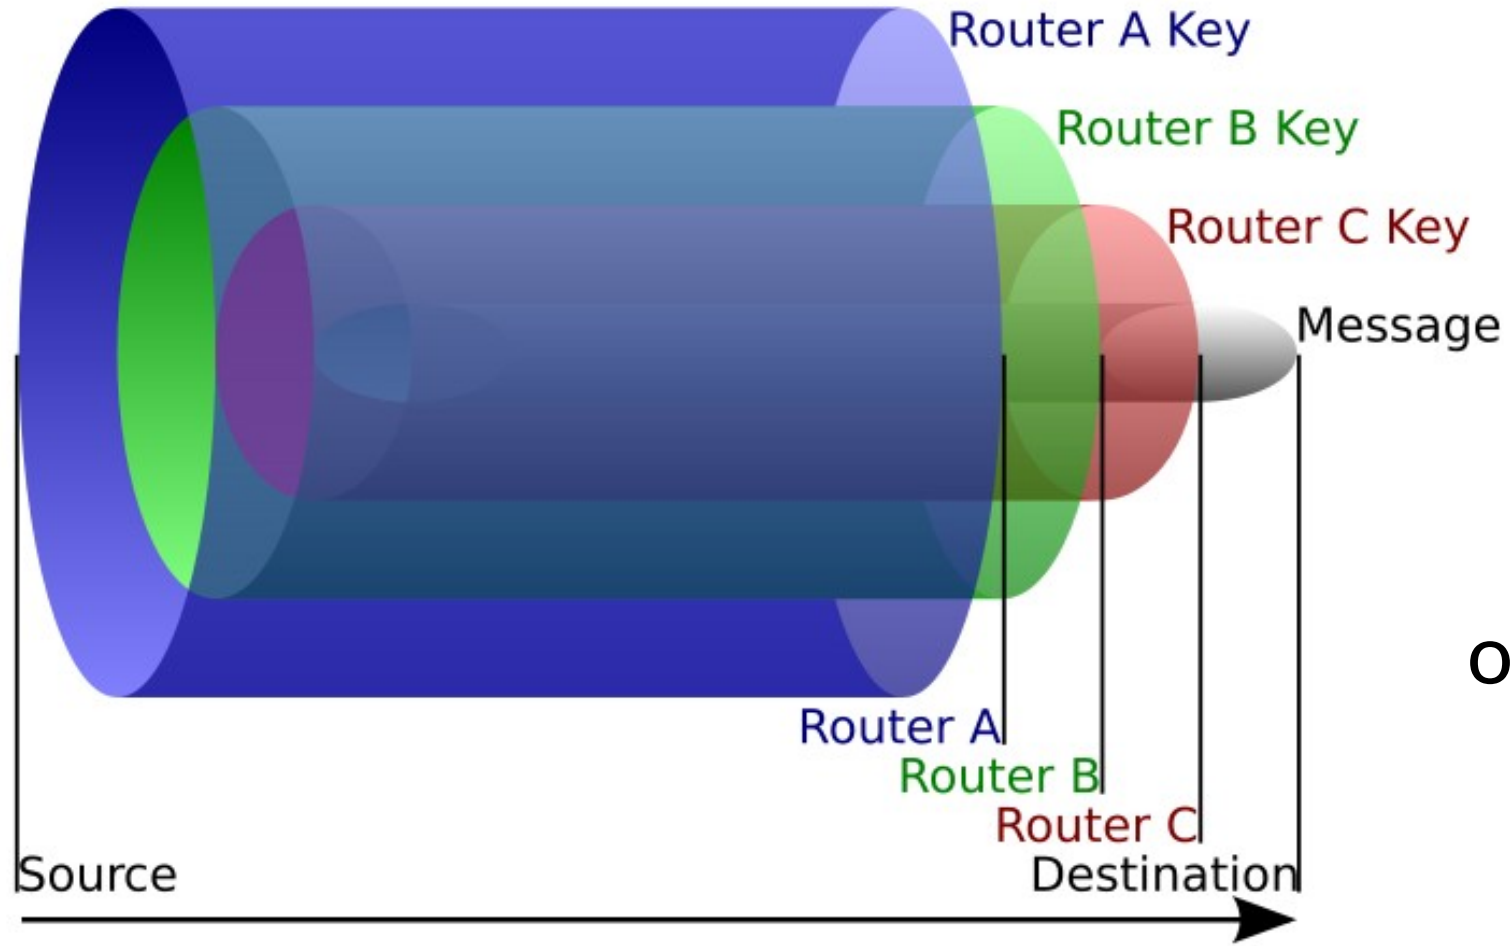 Router A Key
Router B Key
Router C Key
Message
o
Router A
Router B
Router C
Source
Destination